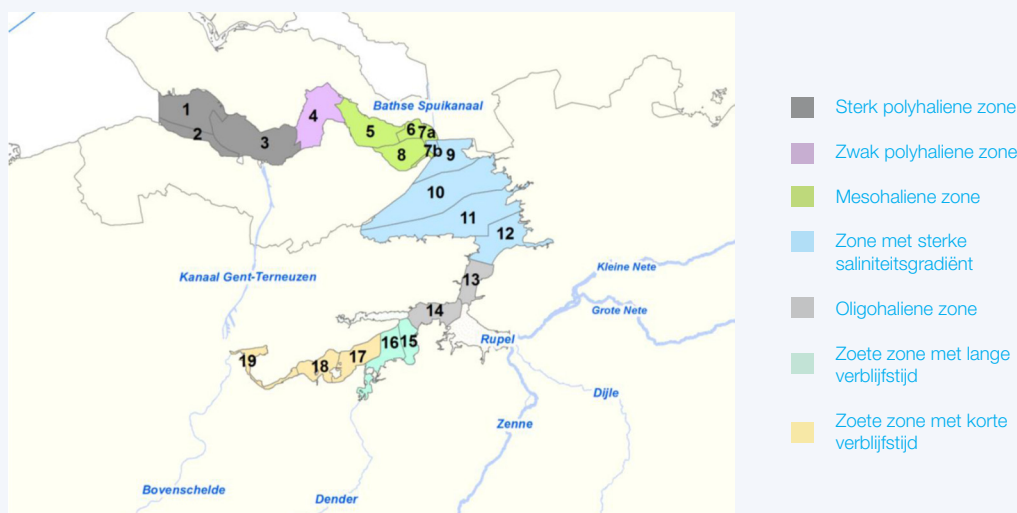 Bathse Spuikanaal
1
2
3
4
5
6
7a
7b
8
9
10
11
12
13
14
15
16
17
18
19
Kanaal Gent-Terneuzen
Kleine Nete
Grote Nete
Rupel
Dijle
Zenne
Bovenschelde
Dender
Sterk polyhaliene zone
Zwak polyhaliene zone
Mesohaliene zone
Zone met sterke
saliniteitsgradiënt
Oligohaliene zone
Zoete zone met lange
verblijfstijd
Zoete zone met korte
verblijfstijd